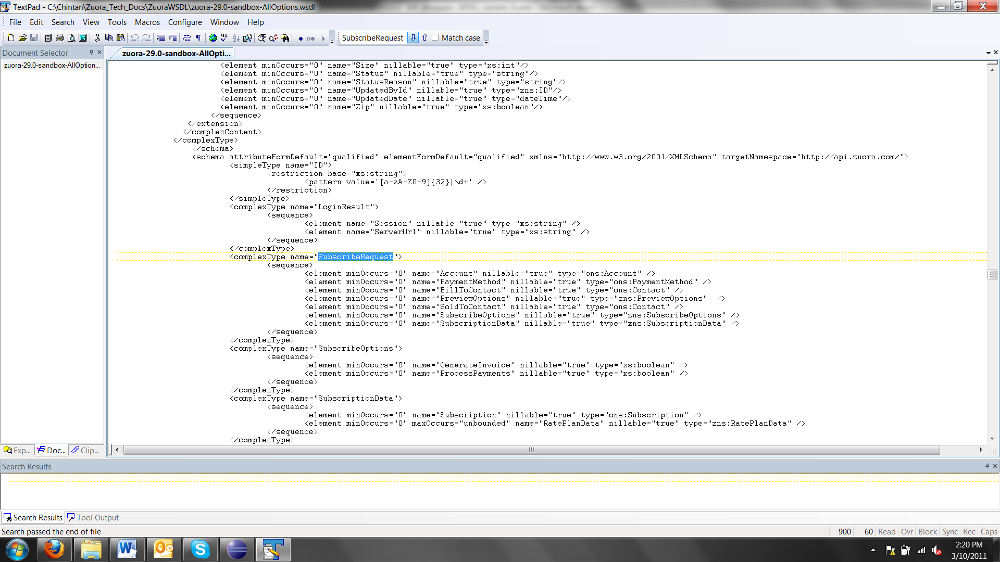 TextPad - C:\Chintan\Zuora_Tech_Docs\ZuoraWSDL\zuora-29.0-sandbox-AllOptions.wsdl
File Edit Search View Tools Macros Configure Window Help
SubscribeRequest Match case
Document Selector
zuora-29.0-sandbox-AllOpti...
zuora-29.0-sandbox-AllOption...
<element minOccurs="0" name="Size" nillable="true" type="xs:int"/>
<element minOccurs="0" name="Status" nillable="true" type="string"/>
<element minOccurs="0" name="StatusReason" nillable="true" type="string"/>
<element minOccurs="0" name="UpdatedById" nillable="true" type="zns:ID"/>
<element minOccurs="0" name="UpdatedDate" nillable="true" type="dateTime"/>
<element minOccurs="0" name="Zip" nillable="true" type="xs:boolean"/>
</sequence>
</extension>
</complexContent>
</complexType>
</schema>
<schema attributeFormDefault="qualified" elementFormDefault="qualified" xmlns="http://www.w3.org/2001/XMLSchema" targetNamespace="http://api.zuora.com/">
<simpleType name="ID">
<restriction base="xs:string">
<pattern value='[a-zA-Z0-9]{32}|\d+' />
</restriction>
</simpleType>
<complexType name="LoginResult">
<sequence>
<element name="Session" nillable="true" type="xs:string" />
<element name="ServerUrl" nillable="true" type="xs:string" />
</sequence>
</complexType>
<complexType name="SubscribeRequest">
<sequence>
<element minOccurs="0" name="Account" nillable="true" type="ons:Account" />
<element minOccurs="0" name="PaymentMethod" nillable="true" type="ons:PaymentMethod" />
<element minOccurs="0" name="BillToContact" nillable="true" type="ons:Contact" />
<element minOccurs="0" name="PreviewOptions" nillable="true" type="zns:PreviewOptions"  />
<element minOccurs="0" name="SoldToContact" nillable="true" type="ons:Contact" />
<element minOccurs="0" name="SubscribeOptions" nillable="true" type="zns:SubscribeOptions" />
<element minOccurs="0" name="SubscriptionData" nillable="true" type="zns:SubscriptionData" />
</sequence>
</complexType>
<complexType name="SubscribeOptions">
<sequence>
<element minOccurs="0" name="GenerateInvoice" nillable="true" type="xs:boolean" />
<element minOccurs="0" name="ProcessPayments" nillable="true" type="xs:boolean" />
</sequence>
</complexType>
<complexType name="SubscriptionData">
<sequence>
<element minOccurs="0" name="Subscription" nillable="true" type="ons:Subscription" />
<element minOccurs="0" maxOccurs="unbounded" name="RatePlanData" nillable="true" type="zns:RatePlanData" />
</sequence>
</complexType>
Exp... Doc... Clip...
Search Results
Search Results Tool Output
Search passed the end of file
900 60 Read Ovr Block Sync Rec Caps
2:20 PM
3/10/2011